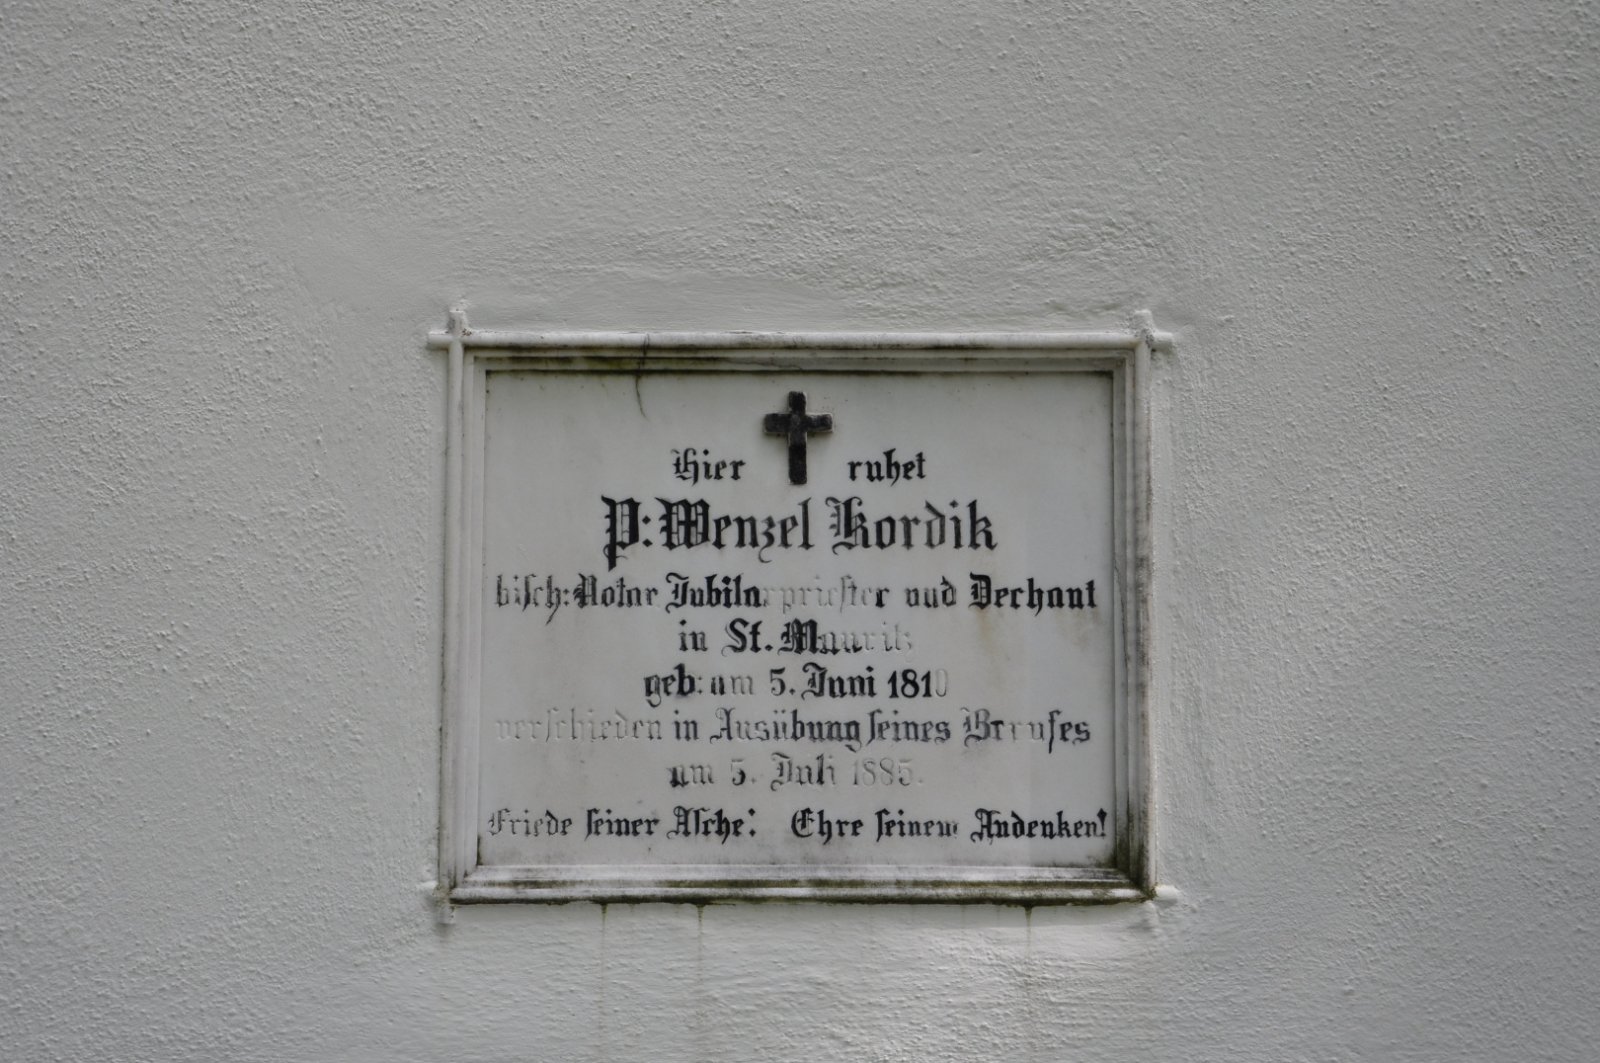 Hier ruhet
P: Wenzel Kordik
bisch: Notar Jubilarpriester und Dechant
in St. Mauritz
geb: am 5. Juni 1810
verschieden in Ausübung seines Berufes
am 5. Juli 1885.
Friede seiner Asche! Ehre seinem Andenken!